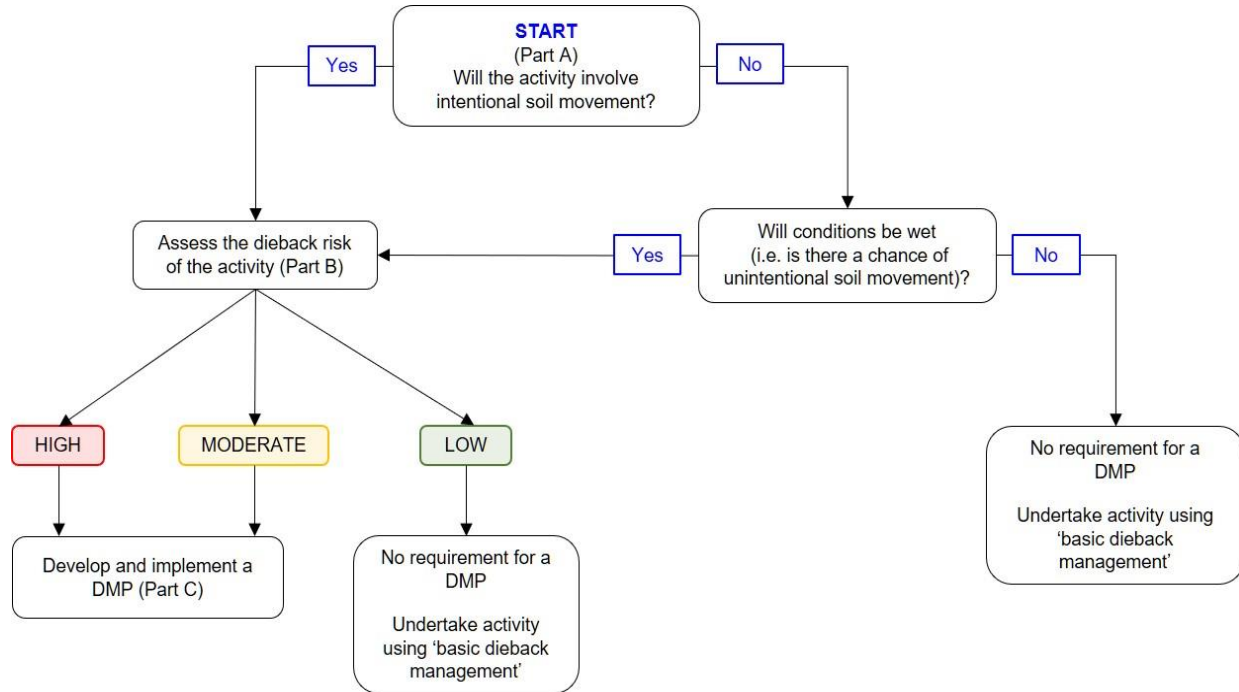 START
(Part A)
Will the activity involve
intentional soil movement?
Yes
No
Assess the dieback risk
of the activity (Part B)
Yes
Will conditions be wet
(i.e. is there a chance of
unintentional soil movement)?
No
HIGH
MODERATE
LOW
No requirement for a
DMP
Undertake activity using
‘basic dieback
management’
Develop and implement a
DMP (Part C)
No requirement for a
DMP
Undertake activity
using ‘basic dieback
management’